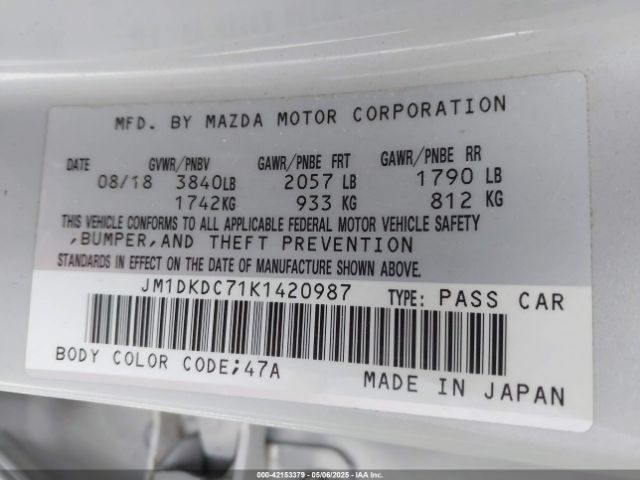 MFD. BY MAZDA MOTOR CORPORATION
DATE GVWR/PNBV GAWR/PNBE FRT GAWR/PNBE RR
08/18 3840LB 2057 LB 1790 LB
1742KG 933 KG 812 KG
THIS VEHICLE CONFORMS TO ALL APPLICABLE FEDERAL MOTOR VEHICLE SAFETY
,BUMPER,AND THEFT PREVENTION
STANDARDS IN EFFECT ON THE DATE OF MANUFACTURE SHOWN ABOVE.
JM1DKDC71K1420987 TYPE: PASS CAR
BODY COLOR CODE;47A
MADE IN JAPAN
000-42153379 - 05/06/2025 - IAA Inc.